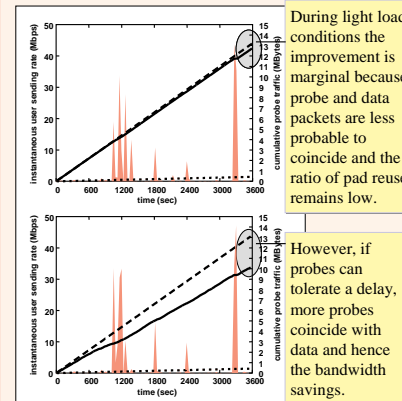 instantaneous user sending rate (Mbps)
50
40
30
20
10
0
0 600 1200 1800 2400 3000 3600
time (sec)
15
14
13
12
11
10
9
8
7
6
5
4
3
2
1
0
cumulative probe traffic (MBytes)
During light load
conditions the
improvement is
marginal because
probe and data
packets are less
probable to
coincide and the
ratio of pad reuse
remains low.
instantaneous user sending rate (Mbps)
50
40
30
20
10
0
0 600 1200 1800 2400 3000 3600
time (sec)
15
14
13
12
11
10
9
8
7
6
5
4
3
2
1
0
cumulative probe traffic (MBytes)
However, if
probes can
tolerate a delay,
more probes
coincide with
data and hence
the bandwidth
savings.